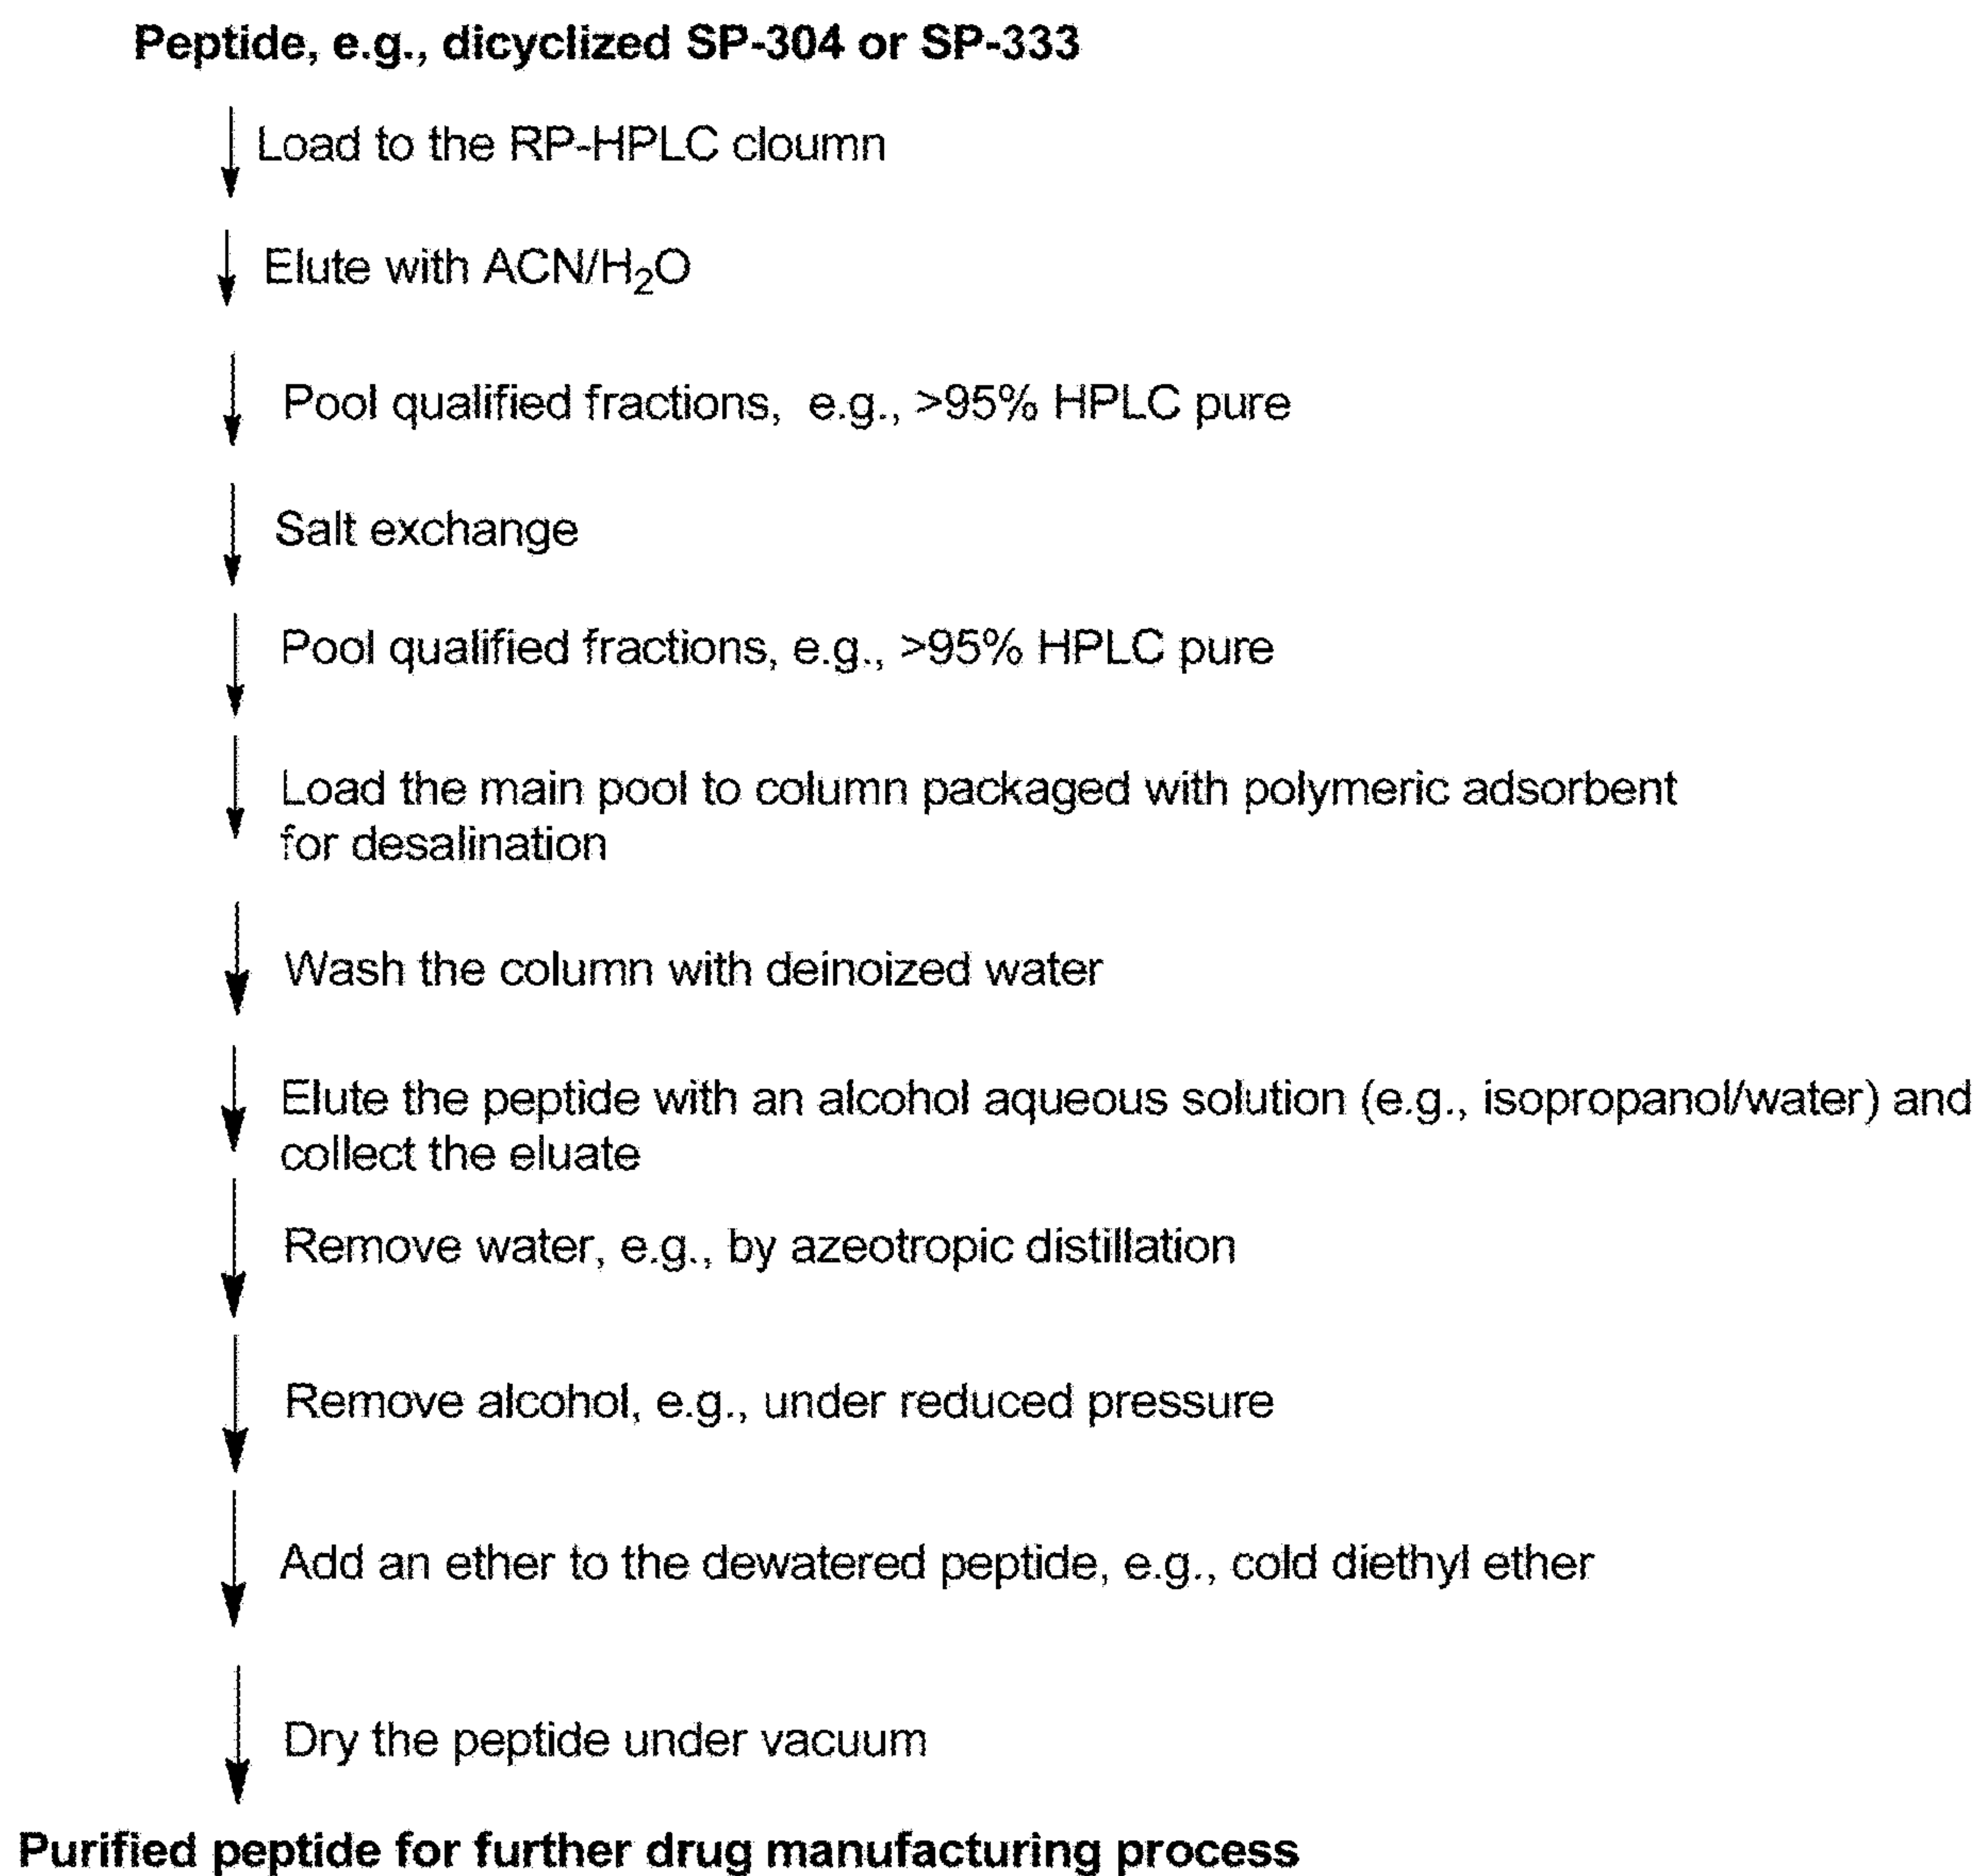 Peptide, e.g., dicyclized SP-304 or SP-333
Load to the RP-HPLC cloumn
Elute with ACN/H₂O
Pool qualified fractions, e.g., >95% HPLC pure
Salt exchange
Pool qualified fractions, e.g., >95% HPLC pure
Load the main pool to column packaged with polymeric adsorbent
for desalination
Wash the column with deinoized water
Elute the peptide with an alcohol aqueous solution (e.g., isopropanol/water) and
collect the eluate
Remove water, e.g., by azeotropic distillation
Remove alcohol, e.g., under reduced pressure
Add an ether to the dewatered peptide, e.g., cold diethyl ether
Dry the peptide under vacuum
Purified peptide for further drug manufacturing process